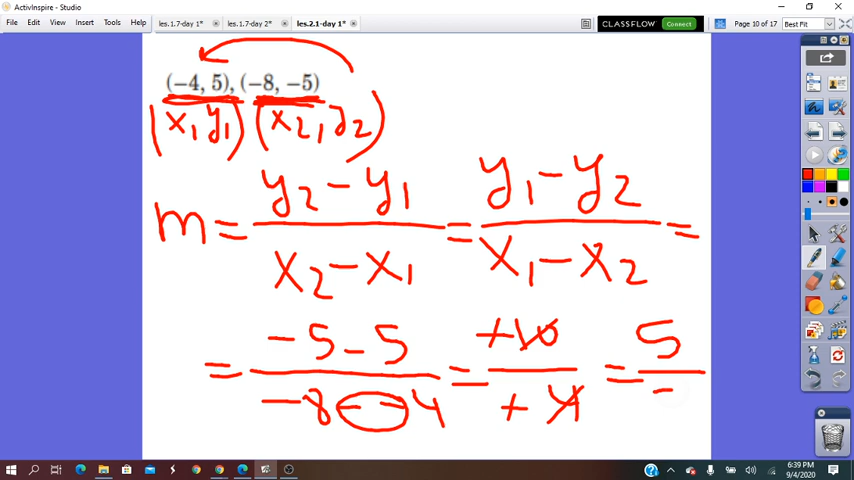 ActivInspire - Studio
File Edit View Insert Tools Help
les.1.7-day 1* les.1.7-day 2* les.2.1-day 1*
CLASSFLOW Connect
Page 10 of 17 Best Fit
(−4, 5), (−8, −5)
(x₁ y₁) (x₂, y₂)
m = (y₂ − y₁)/(x₂ − x₁) = (y₁ − y₂)/(x₁ − x₂) =
= (−5 − 5)/(−8 − −4) = +10/+4 = 5/
6:39 PM
9/4/2020